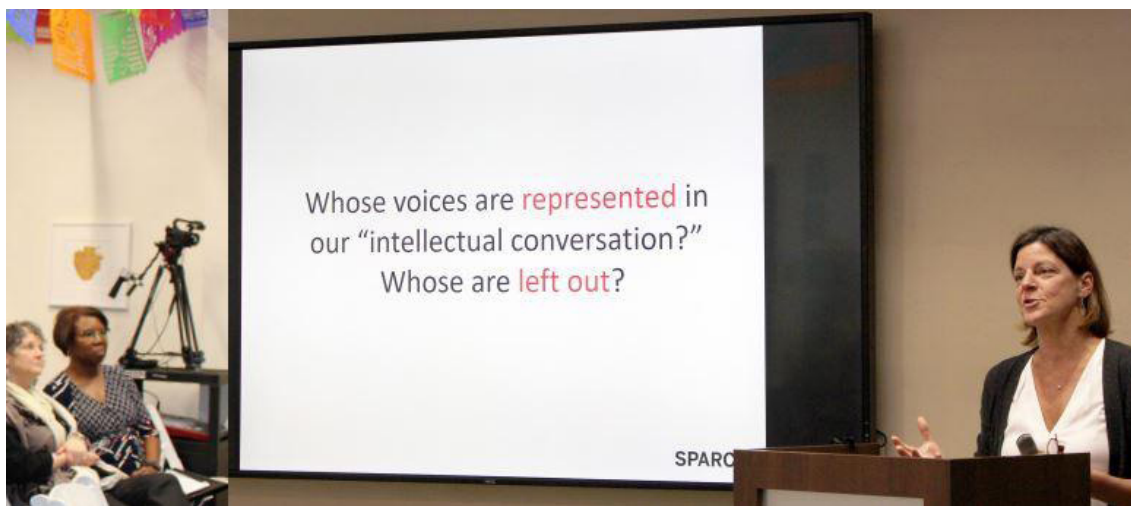 Whose voices are represented in
our “intellectual conversation?”
Whose are left out?
SPARC